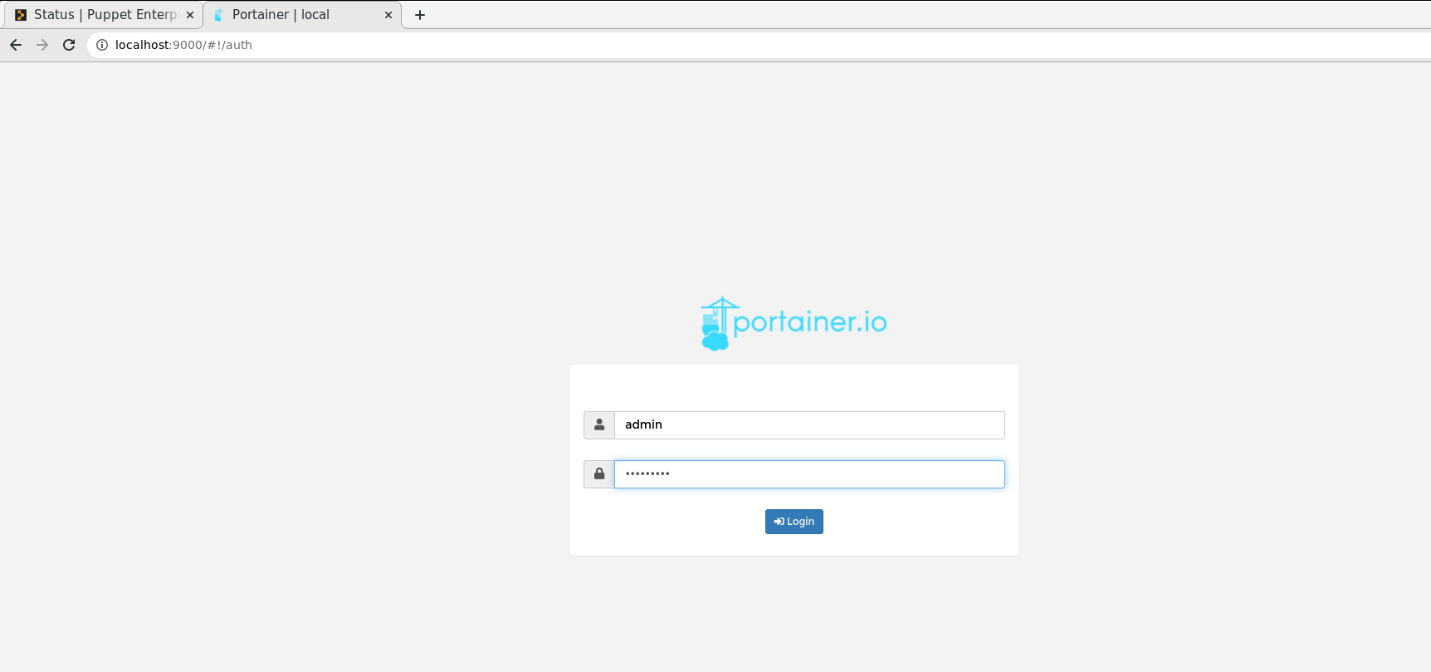 Status | Puppet Enterp
Portainer | local
localhost:9000/#!/auth
portainer.io
admin
•••••••••
Login